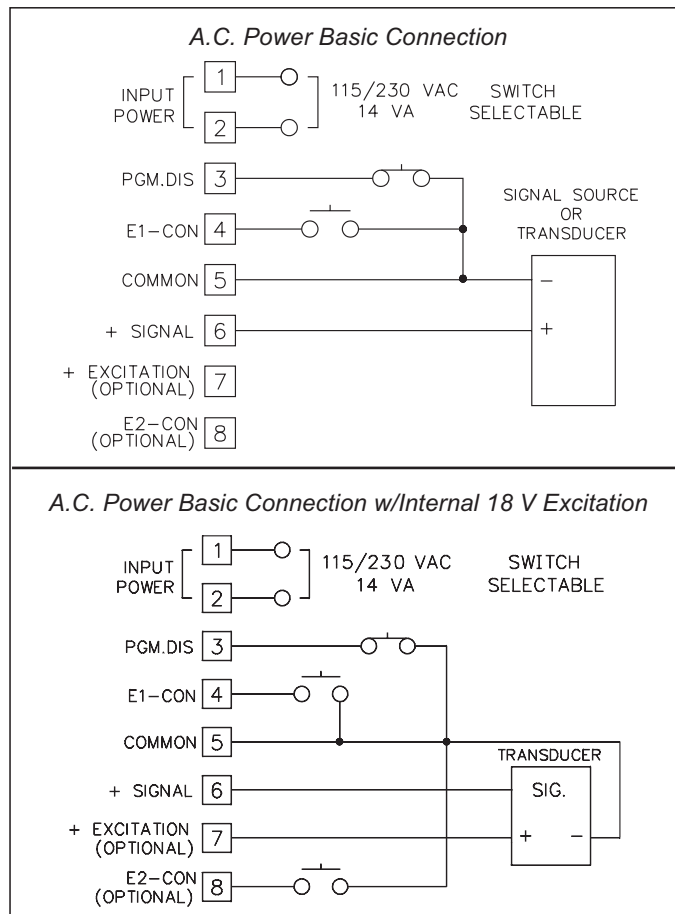 A.C. Power Basic Connection
INPUT POWER
1
2
115/230 VAC
14 VA
SWITCH SELECTABLE
PGM.DIS 3
E1-CON 4
COMMON 5
+ SIGNAL 6
+ EXCITATION (OPTIONAL) 7
E2-CON (OPTIONAL) 8
SIGNAL SOURCE
OR
TRANSDUCER
−
+
A.C. Power Basic Connection w/Internal 18 V Excitation
INPUT POWER
1
2
115/230 VAC
14 VA
SWITCH SELECTABLE
PGM.DIS 3
E1-CON 4
COMMON 5
+ SIGNAL 6
+ EXCITATION (OPTIONAL) 7
E2-CON (OPTIONAL) 8
TRANSDUCER
SIG.
+ −